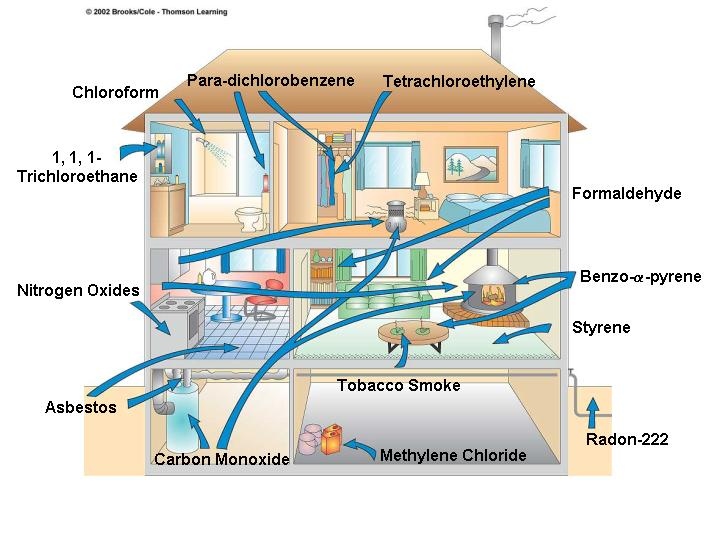 © 2002 Brooks/Cole - Thomson Learning
Para-dichlorobenzene
Tetrachloroethylene
Chloroform
1, 1, 1-
Trichloroethane
Formaldehyde
Nitrogen Oxides
Benzo-α-pyrene
Styrene
Tobacco Smoke
Asbestos
Radon-222
Carbon Monoxide
Methylene Chloride